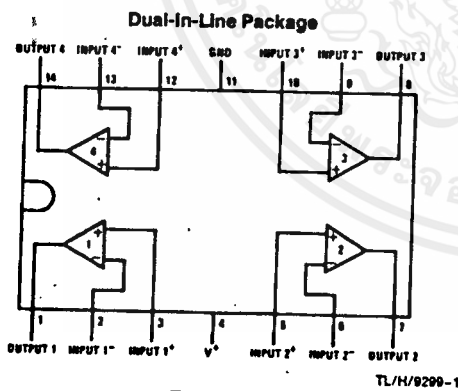 Dual-In-Line Package
OUTPUT 4 INPUT 4- INPUT 4+ GND INPUT 3+ INPUT 3- OUTPUT 3
14 13 12 11 10 9 8
4 3
1 2
1 2 3 4 5 6 7
OUTPUT 1 INPUT 1- INPUT 1+ V+ INPUT 2+ INPUT 2- OUTPUT 2
TL/H/9299-1